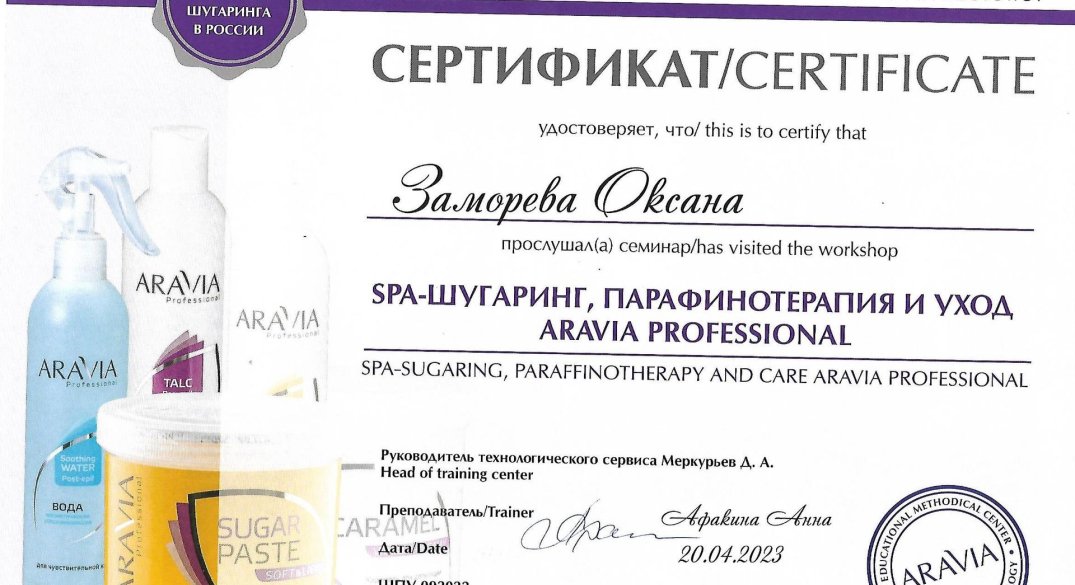 ШУГАРИНГА
В РОССИИ
СЕРТИФИКАТ/CERTIFICATE
удостоверяет, что/ this is to certify that
Заморева Оксана
прослушал(а) семинар/has visited the workshop
SPA-ШУГАРИНГ, ПАРАФИНОТЕРАПИЯ И УХОД
ARAVIA PROFESSIONAL
SPA-SUGARING, PARAFFINOTHERAPY AND CARE ARAVIA PROFESSIONAL
Руководитель технологического сервиса Меркурьев Д. А.
Head of training center
Преподаватель/Trainer
Афакина Анна
Дата/Date
20.04.2023
EDUCATIONAL METHODICAL CENTER
ARAVIA
ARAVIA
Professional
TALC
ARAVIA
Professional
ARAVIA
Professional
Soothing
WATER
Post-epil
ВОДА
ARAVIA
Professional
SUGAR
PASTE
SOFT &
CARAMEL